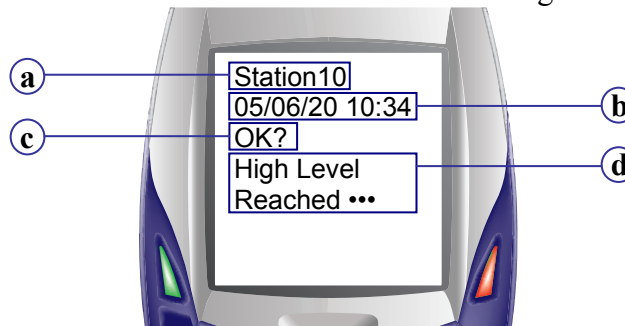 a
Station10
05/06/20 10:34
b
c
OK?
High Level
d
Reached •••